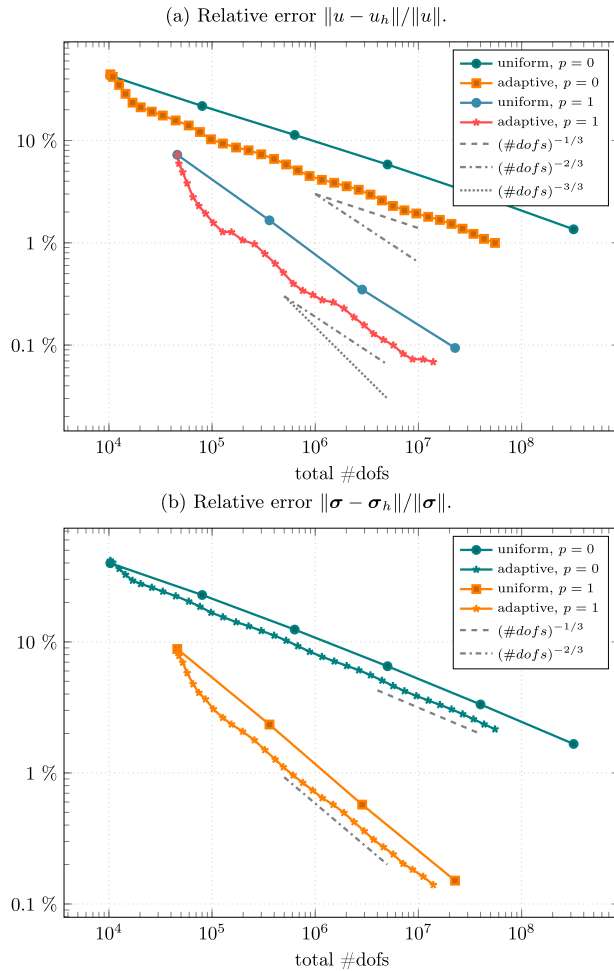 (a) Relative error ‖u − u_h‖/‖u‖.
uniform, p = 0
adaptive, p = 0
uniform, p = 1
adaptive, p = 1
(#dofs)^{−1/3}
(#dofs)^{−2/3}
(#dofs)^{−3/3}
10 %
1 %
0.1 %
10^4
10^5
10^6
10^7
10^8
total #dofs
(b) Relative error ‖σ − σ_h‖/‖σ‖.
uniform, p = 0
adaptive, p = 0
uniform, p = 1
adaptive, p = 1
(#dofs)^{−1/3}
(#dofs)^{−2/3}
10 %
1 %
0.1 %
10^4
10^5
10^6
10^7
10^8
total #dofs